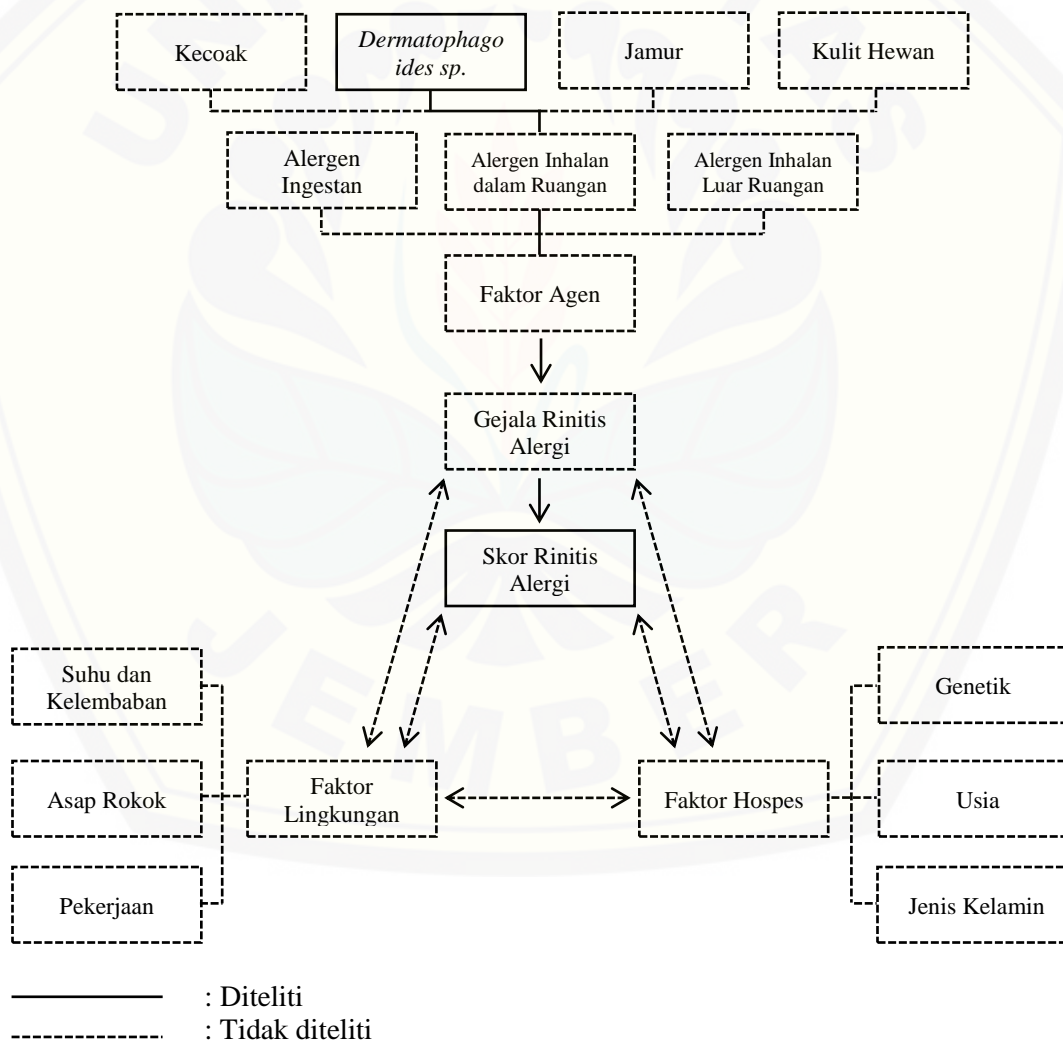 Kecoak
Dermatophago
ides sp.
Jamur
Kulit Hewan
Alergen
Ingestan
Alergen Inhalan
dalam Ruangan
Alergen Inhalan
Luar Ruangan
Faktor Agen
Gejala Rinitis
Alergi
Skor Rinitis
Alergi
Suhu dan
Kelembaban
Genetik
Asap Rokok
Faktor
Lingkungan
Faktor Hospes
Usia
Pekerjaan
Jenis Kelamin
: Diteliti
: Tidak diteliti
JEMBER